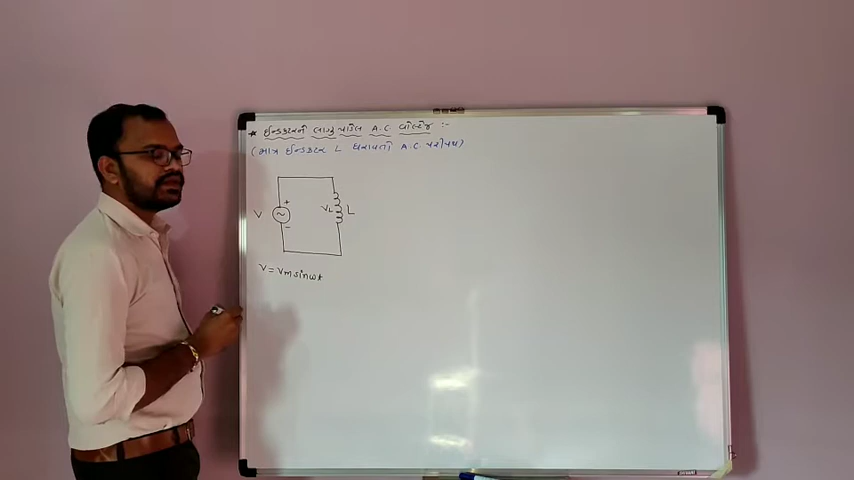 * ઈન્ડક્ટરને લાગુ પાડેલ A.C. વોલ્ટેજ :-
(માત્ર ઈન્ડક્ટર L ધરાવતો A.C. પરીપથ)
V
+
~
-
VL
L
V = Vm sinωt